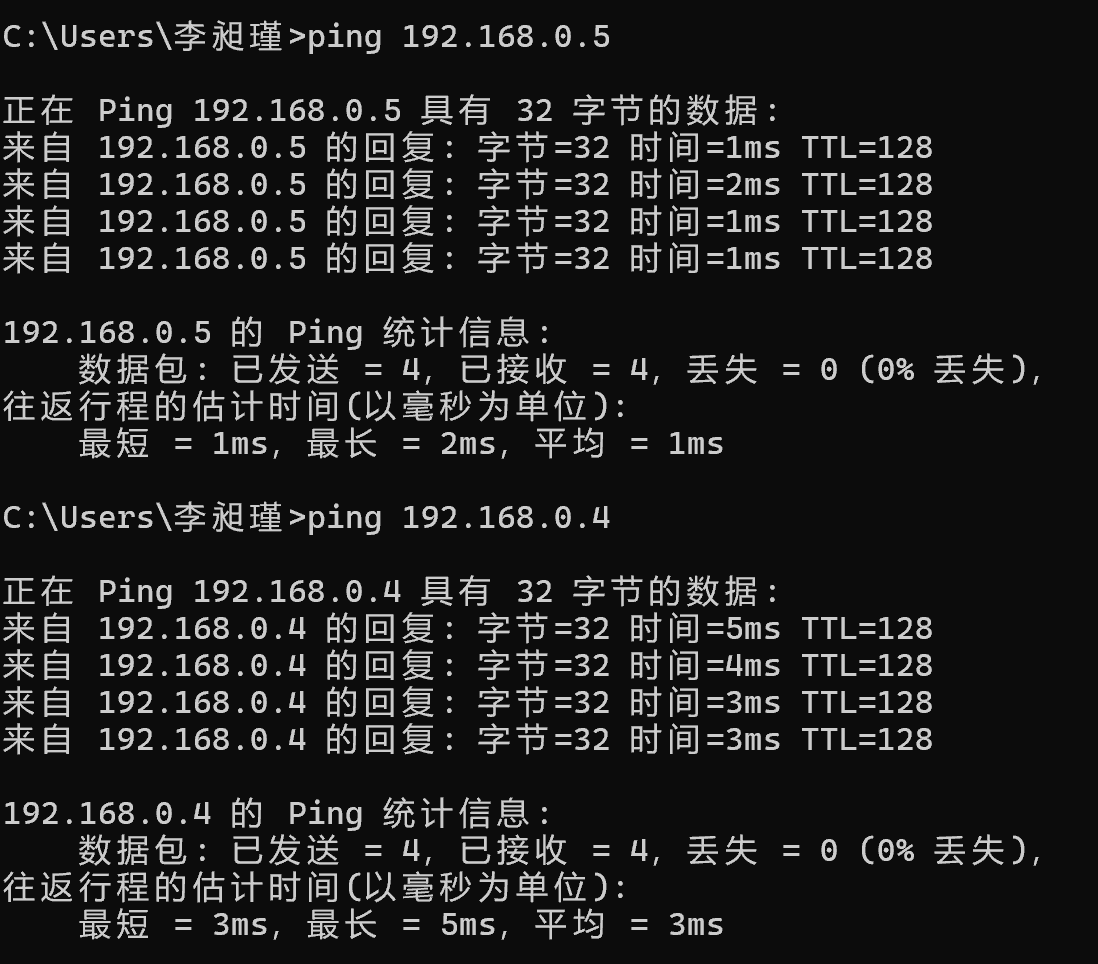 C:\Users\李昶瑾>ping 192.168.0.5
正在 Ping 192.168.0.5 具有 32 字节的数据:
来自 192.168.0.5 的回复: 字节=32 时间=1ms TTL=128
来自 192.168.0.5 的回复: 字节=32 时间=2ms TTL=128
来自 192.168.0.5 的回复: 字节=32 时间=1ms TTL=128
来自 192.168.0.5 的回复: 字节=32 时间=1ms TTL=128
192.168.0.5 的 Ping 统计信息:
数据包: 已发送 = 4, 已接收 = 4, 丢失 = 0 (0% 丢失),
往返行程的估计时间(以毫秒为单位):
最短 = 1ms, 最长 = 2ms, 平均 = 1ms
C:\Users\李昶瑾>ping 192.168.0.4
正在 Ping 192.168.0.4 具有 32 字节的数据:
来自 192.168.0.4 的回复: 字节=32 时间=5ms TTL=128
来自 192.168.0.4 的回复: 字节=32 时间=4ms TTL=128
来自 192.168.0.4 的回复: 字节=32 时间=3ms TTL=128
来自 192.168.0.4 的回复: 字节=32 时间=3ms TTL=128
192.168.0.4 的 Ping 统计信息:
数据包: 已发送 = 4, 已接收 = 4, 丢失 = 0 (0% 丢失),
往返行程的估计时间(以毫秒为单位):
最短 = 3ms, 最长 = 5ms, 平均 = 3ms